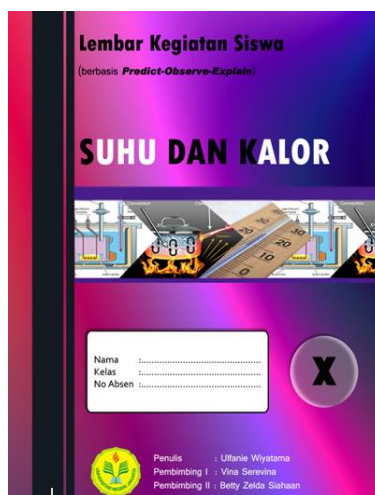 Lembar Kegiatan Siswa
(berbasis Predict-Observe-Explain)
SUHU DAN KALOR
Nama :........................................
Kelas :........................................
No Absen :........................................
X
Penulis : Ulfanie Wiyatama
Pembimbing I : Vina Serevina
Pembimbing II : Betty Zelda Siahaan